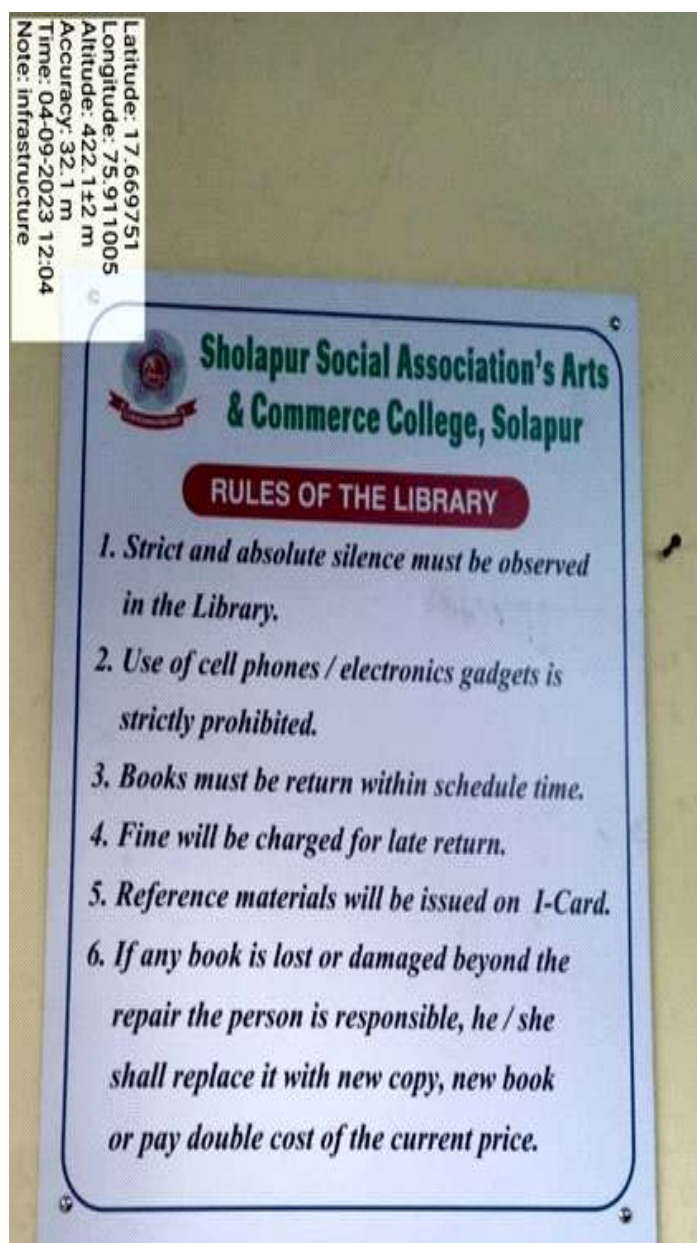 Latitude: 17.669751
Longitude: 75.911005
Altitude: 422.1±2 m
Accuracy: 32.1 m
Time: 04-09-2023 12:04
Note: infrastructure
Sholapur Social Association's Arts
& Commerce College, Solapur
RULES OF THE LIBRARY
1. Strict and absolute silence must be observed
in the Library.
2. Use of cell phones / electronics gadgets is
strictly prohibited.
3. Books must be return within schedule time.
4. Fine will be charged for late return.
5. Reference materials will be issued on I-Card.
6. If any book is lost or damaged beyond the
repair the person is responsible, he / she
shall replace it with new copy, new book
or pay double cost of the current price.